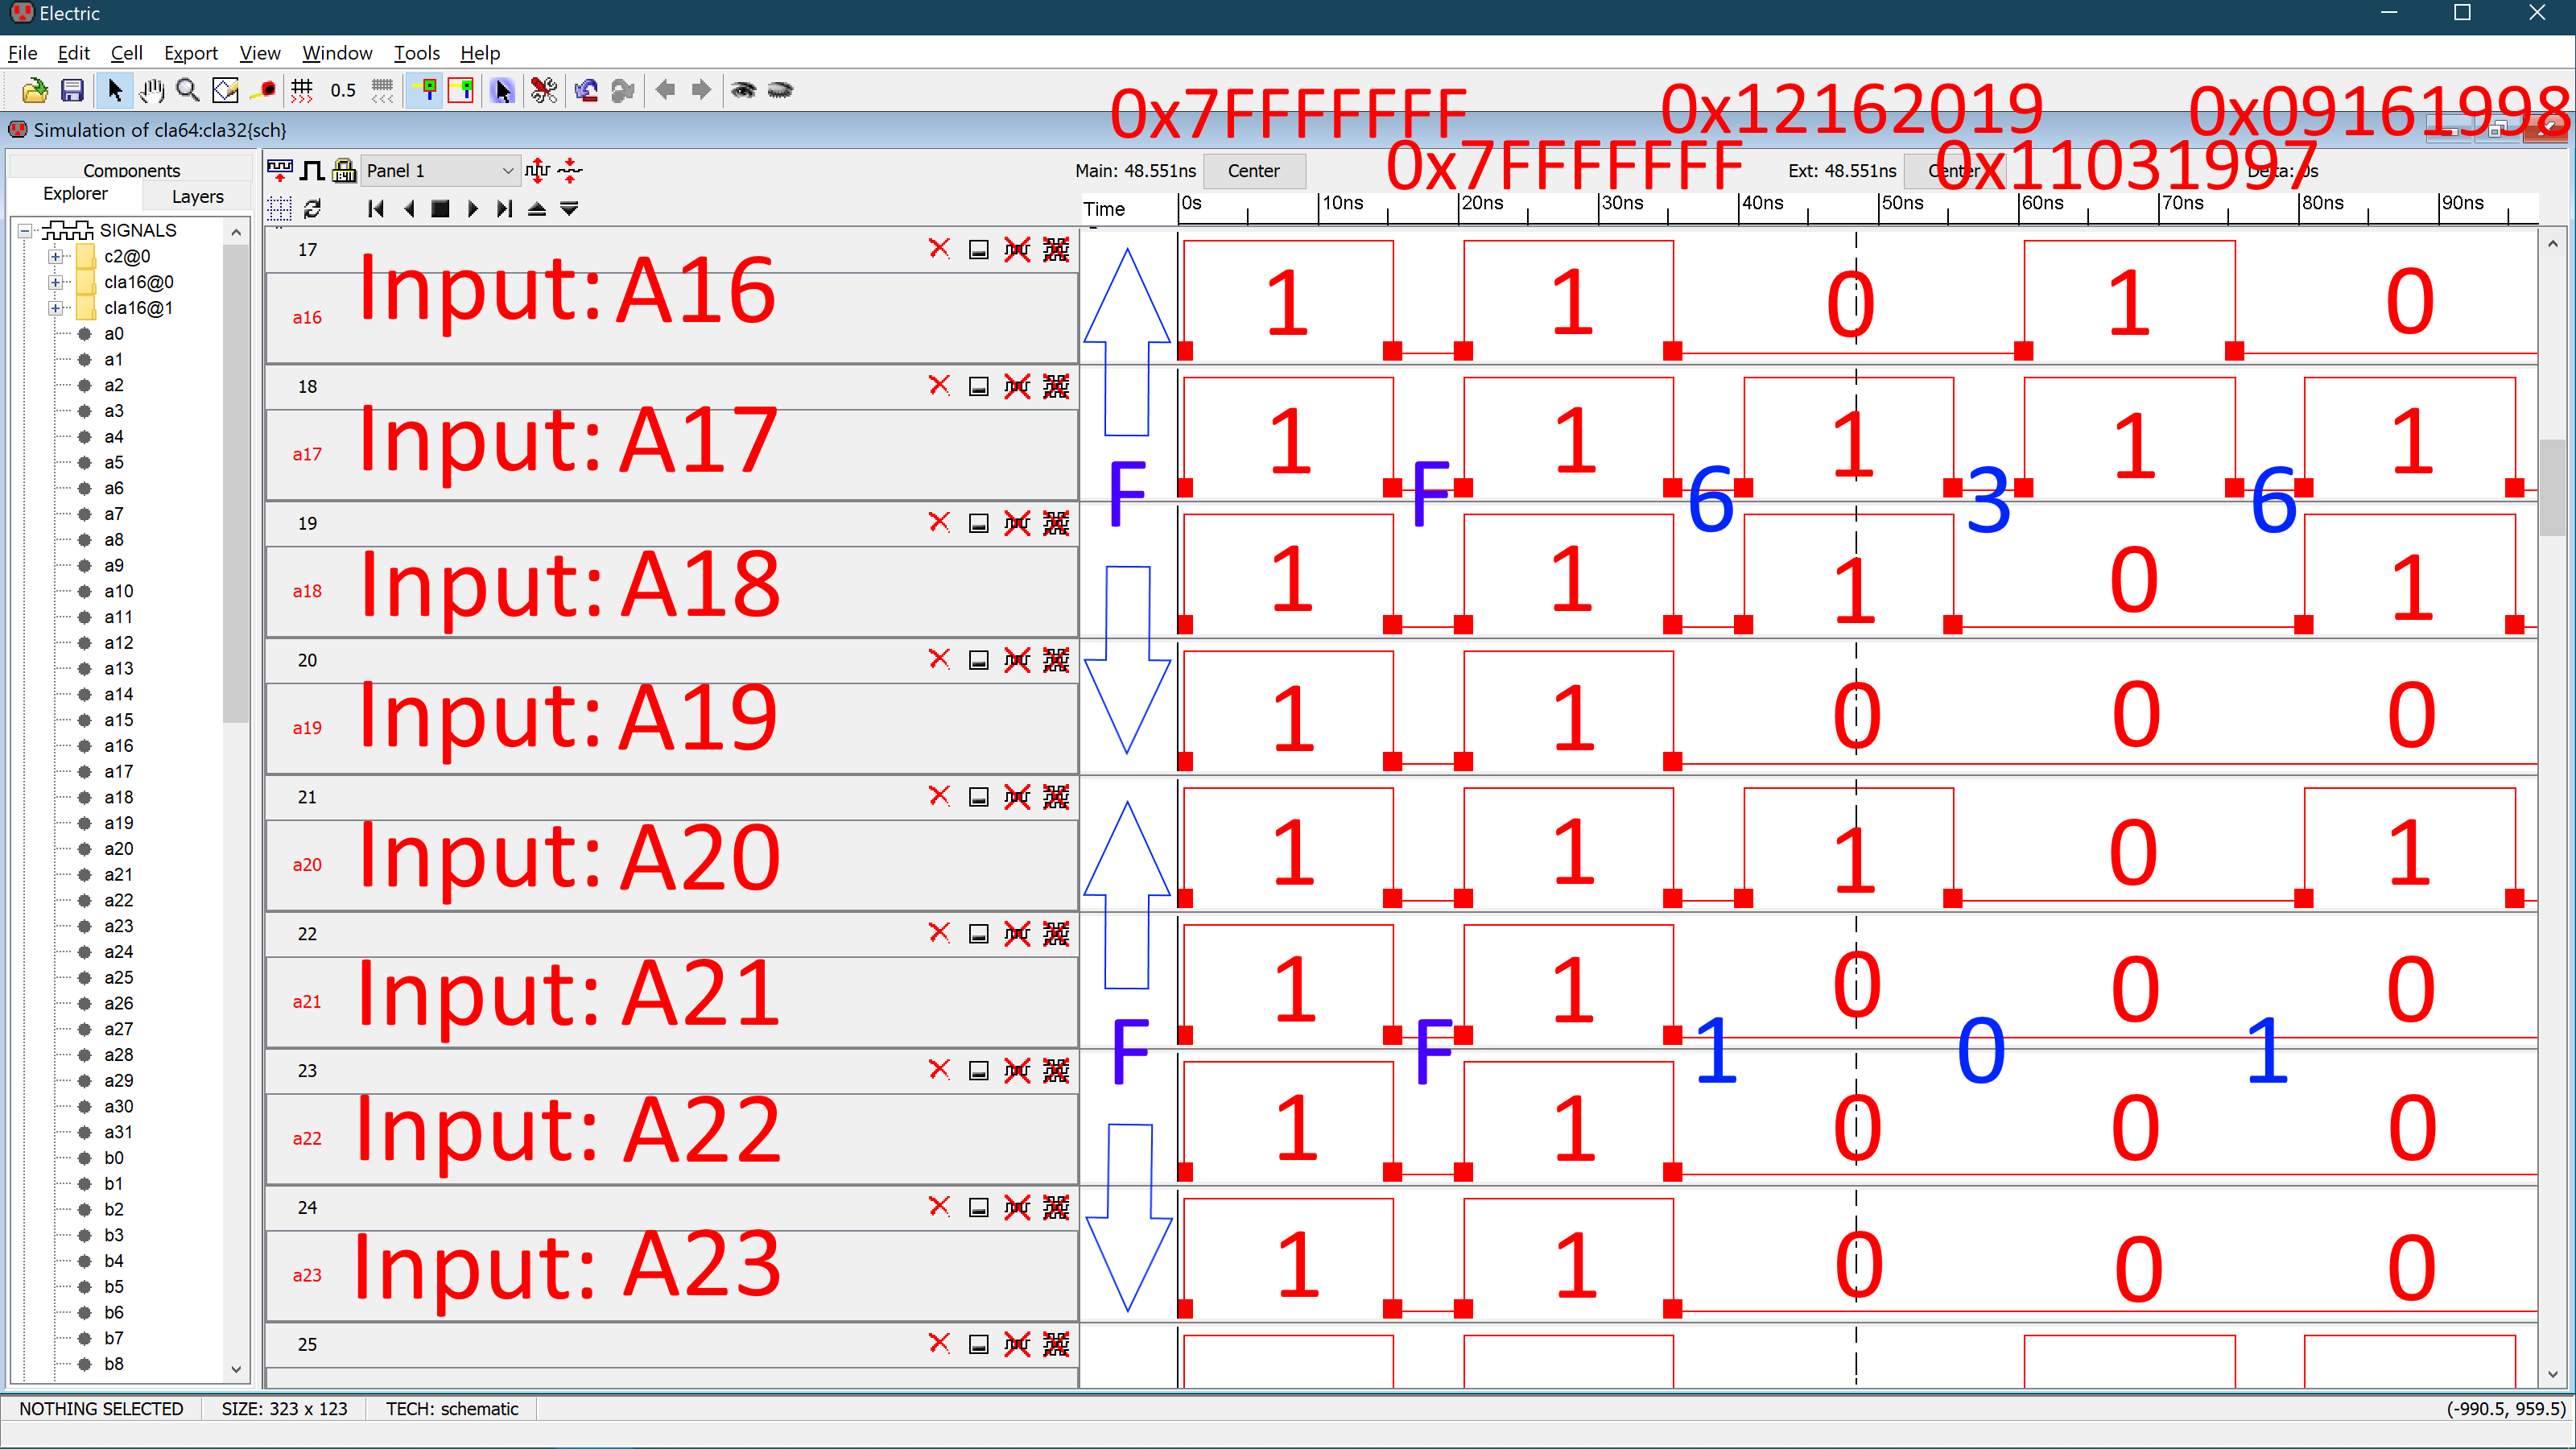 Electric
File Edit Cell Export View Window Tools Help
0.5
0x7FFFFFFF 0x12162019 0x09161998
Simulation of cla64:cla32{sch}
0x7FFFFFFF 0x11031997
Components
Explorer Layers
Panel 1
Main: 48.551ns Center Ext: 48.551ns Center Delta: 0s
Time 0s 10ns 20ns 30ns 40ns 50ns 60ns 70ns 80ns 90ns
SIGNALS
c2@0
cla16@0
cla16@1
a0
a1
a2
a3
a4
a5
a6
a7
a8
a9
a10
a11
a12
a13
a14
a15
a16
a17
a18
a19
a20
a21
a22
a23
a24
a25
a26
a27
a28
a29
a30
a31
b0
b1
b2
b3
b4
b5
b6
b7
b8
17
a16 Input: A16 1 1 0 1 0
18
a17 Input: A17 1 1 1 1 1
F F 6 3 6
19
a18 Input: A18 1 1 1 0 1
20
a19 Input: A19 1 1 0 0 0
21
a20 Input: A20 1 1 1 0 1
22
a21 Input: A21 1 1 0 0 0
F F 1 0 1
23
a22 Input: A22 1 1 0 0 0
24
a23 Input: A23 1 1 0 0 0
25
NOTHING SELECTED SIZE: 323 x 123 TECH: schematic (-990.5, 959.5)